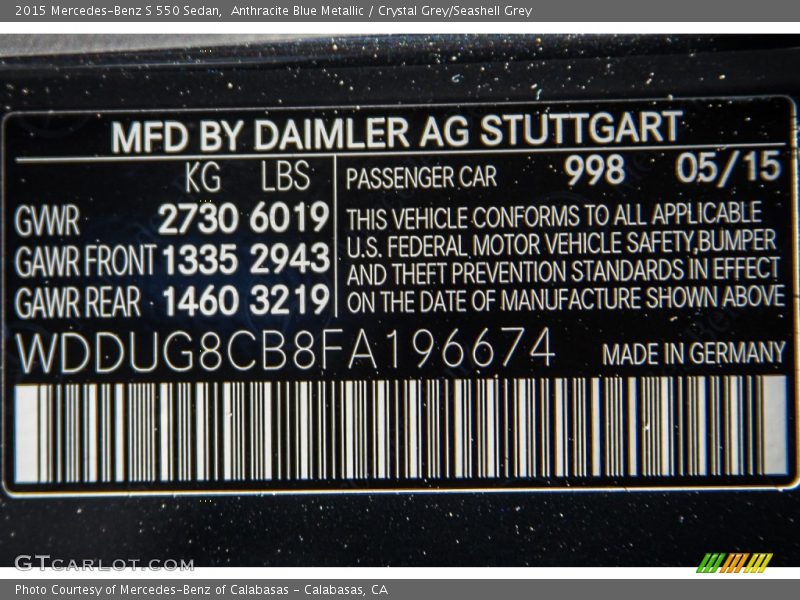 2015 Mercedes-Benz S 550 Sedan,  Anthracite Blue Metallic / Crystal Grey/Seashell Grey
MFD BY DAIMLER AG STUTTGART
KG LBS
GWWR 2730 6019
GAWR FRONT 1335 2943
GAWR REAR 1460 3219
PASSENGER CAR 998 05/15
THIS VEHICLE CONFORMS TO ALL APPLICABLE
U.S. FEDERAL MOTOR VEHICLE SAFETY,BUMPER
AND THEFT PREVENTION STANDARDS IN EFFECT
ON THE DATE OF MANUFACTURE SHOWN ABOVE
WDDUG8CB8FA196674 MADE IN GERMANY
GTCARLOT.COM
Photo Courtesy of Mercedes-Benz of Calabasas - Calabasas, CA